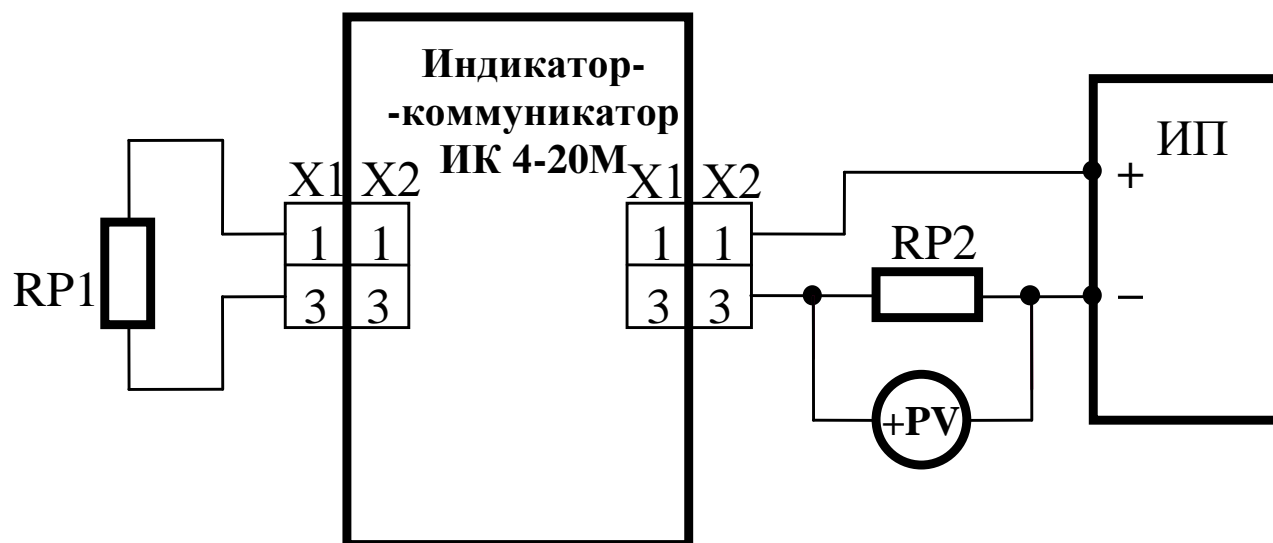 Индикатор-
-коммуникатор
ИК 4-20М
ИП
X1 X2
X1 X2
+
1 1
1 1
RP2
RP1
3 3
3 3
−
+PV